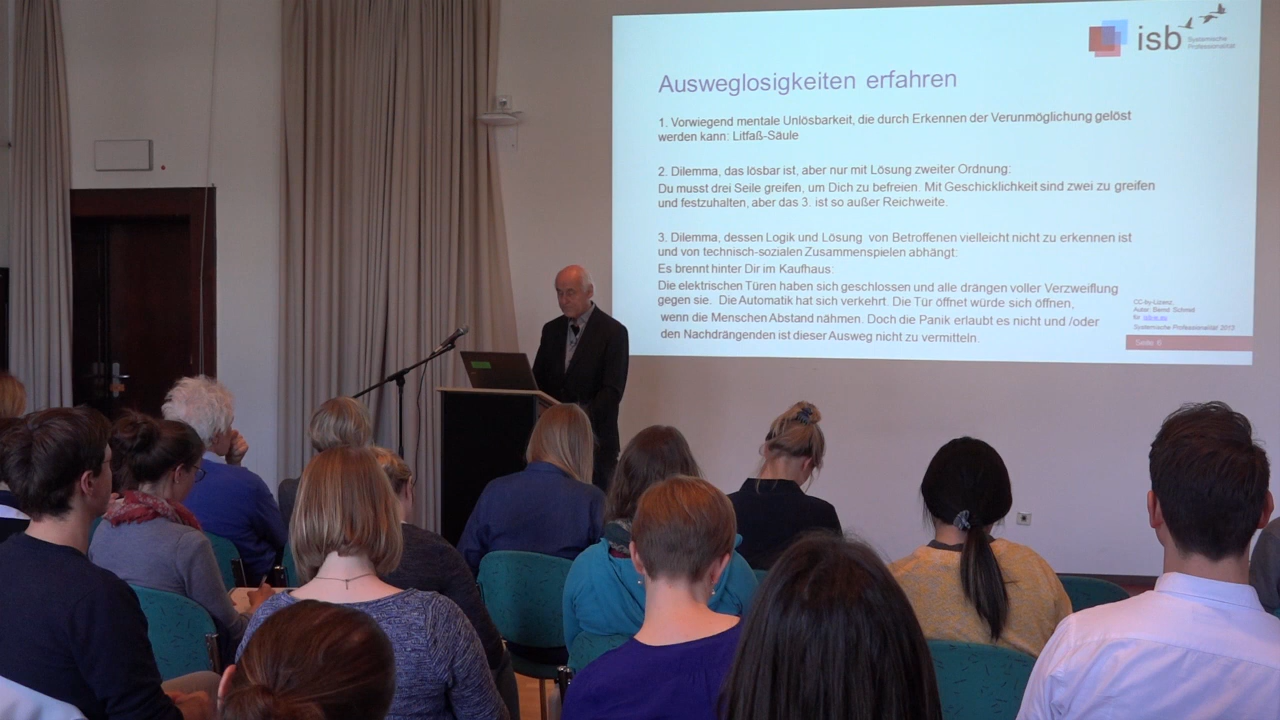 isb
Systemische
Professionalität
Ausweglosigkeiten erfahren
1. Vorwiegend mentale Unlösbarkeit, die durch Erkennen der Verunmöglichung gelöst
werden kann: Litfaß-Säule
2. Dilemma, das lösbar ist, aber nur mit Lösung zweiter Ordnung:
Du musst drei Seile greifen, um Dich zu befreien. Mit Geschicklichkeit sind zwei zu greifen
und festzuhalten, aber das 3. ist so außer Reichweite.
3. Dilemma, dessen Logik und Lösung von Betroffenen vielleicht nicht zu erkennen ist
und von technisch-sozialen Zusammenspielen abhängt:
Es brennt hinter Dir im Kaufhaus:
Die elektrischen Türen haben sich geschlossen und alle drängen voller Verzweiflung
gegen sie. Die Automatik hat sich verkehrt. Die Tür öffnet würde sich öffnen,
wenn die Menschen Abstand nähmen. Doch die Panik erlaubt es nicht und /oder
den Nachdrängenden ist dieser Ausweg nicht zu vermitteln.
CC-by-Lizenz,
Autor: Bernd Schmid
für isb-w.eu
Systemische Professionalität 2013
Seite 6